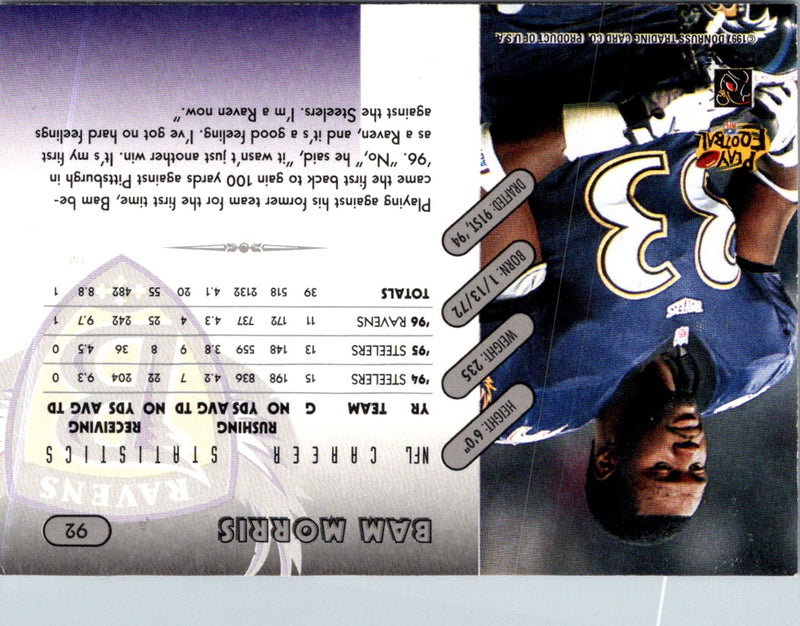 BAM MORRIS
92
RAVENS
NFL CAREER STATISTICS
RUSHING RECEIVING
YR TEAM G NO YDS AVG TD NO YDS AVG TD
'94 STEELERS 15 198 836 4.2 7 22 204 9.3 0
'95 STEELERS 13 148 559 3.8 9 8 36 4.5 0
'96 RAVENS 11 172 737 4.3 4 25 242 9.7 1
TOTALS 39 518 2132 4.1 20 55 482 8.8 1
TM
Playing against his former team for the first time, Bam be-
came the first back to gain 100 yards against Pittsburgh in
'96. "No," he said, "it wasn't just another win. It's my first
as a Raven, and it's a good feeling. I've got no hard feelings
against the Steelers. I'm a Raven now."
HEIGHT: 6'0"
WEIGHT: 235
BORN: 1/13/72
DRAFTED: 91ST, '94
RAVENS
NFL
33
PLAY
FOOTBALL
NFL
©1997 DONRUSS TRADING CARD CO. PRODUCT OF U.S.A.